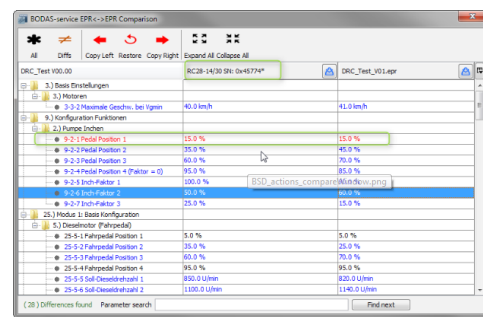 BODAS-service EPR<->EPR Comparison
All Diffs Copy Left Restore Copy Right Expand All Collapse All
DRC_Test V00.00 RC28-14/30 SN: 0x45774* DRC_Test_V01.epr
3.) Basis Einstellungen
3.) Motoren
3-3-2 Maximale Geschw. bei Vgmin 40.0 km/h 41.0 km/h
9.) Konfiguration Funktionen
2.) Pumpe Inchen
9-2-1 Pedal Position 1 15.0 % 15.0 %
9-2-2 Pedal Position 2 35.0 % 45.0 %
9-2-3 Pedal Position 3 60.0 % 70.0 %
9-2-4 Pedal Position 4 (Faktor = 0) 95.0 % 85.0 %
9-2-5 Inch-Faktor 1 100.0 %
BSD_actions_compare window.png
9-2-6 Inch-Faktor 2 50.0 % 60.0 %
9-2-7 Inch-Faktor 3 25.0 % 15.0 %
25.) Modus 1: Basis Konfiguration
5.) Dieselmotor (Fahrpedal)
25-5-1 Fahrpedal Position 1 5.0 % 5.0 %
25-5-2 Fahrpedal Position 2 35.0 % 25.0 %
25-5-3 Fahrpedal Position 3 60.0 % 70.0 %
25-5-4 Fahrpedal Position 4 95.0 % 95.0 %
25-5-5 Soll-Dieseldrehzahl 1 850.0 U/min 820.0 U/min
25-5-6 Soll-Dieseldrehzahl 2 1100.0 U/min 1140.0 U/min
( 28 ) Differences found Parameter search Find next